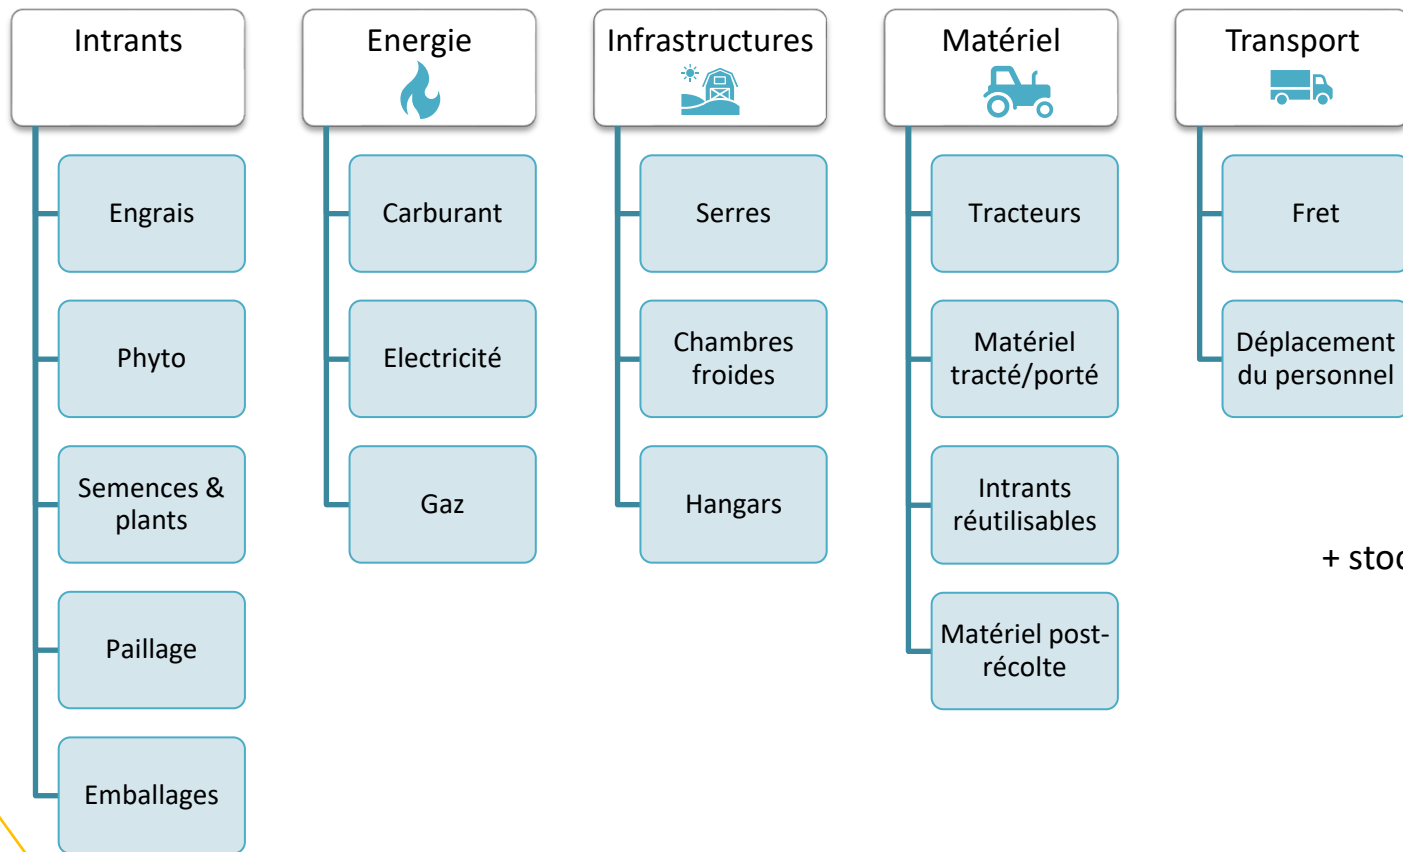 Intrants
Engrais
Phyto
Semences &
plants
Paillage
Emballages
Energie
Carburant
Electricité
Gaz
Infrastructures
Serres
Chambres
froides
Hangars
Matériel
Tracteurs
Matériel
tracté/porté
Intrants
réutilisables
Matériel post-
récolte
Transport
Fret
Déplacement
du personnel
+